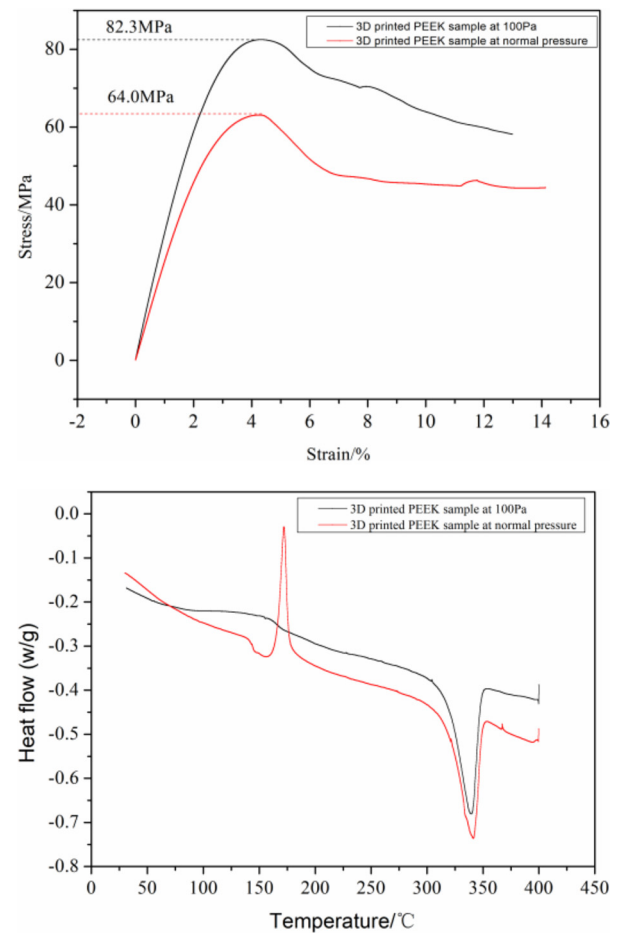 82.3MPa
3D printed PEEK sample at 100Pa
3D printed PEEK sample at normal pressure
64.0MPa
80
60
40
20
0
Stress/MPa
-2 0 2 4 6 8 10 12 14 16
Strain/%
3D printed PEEK sample at 100Pa
3D printed PEEK sample at normal pressure
0.0
-0.1
-0.2
-0.3
-0.4
-0.5
-0.6
-0.7
-0.8
Heat flow (w/g)
0 50 100 150 200 250 300 350 400 450
Temperature/℃